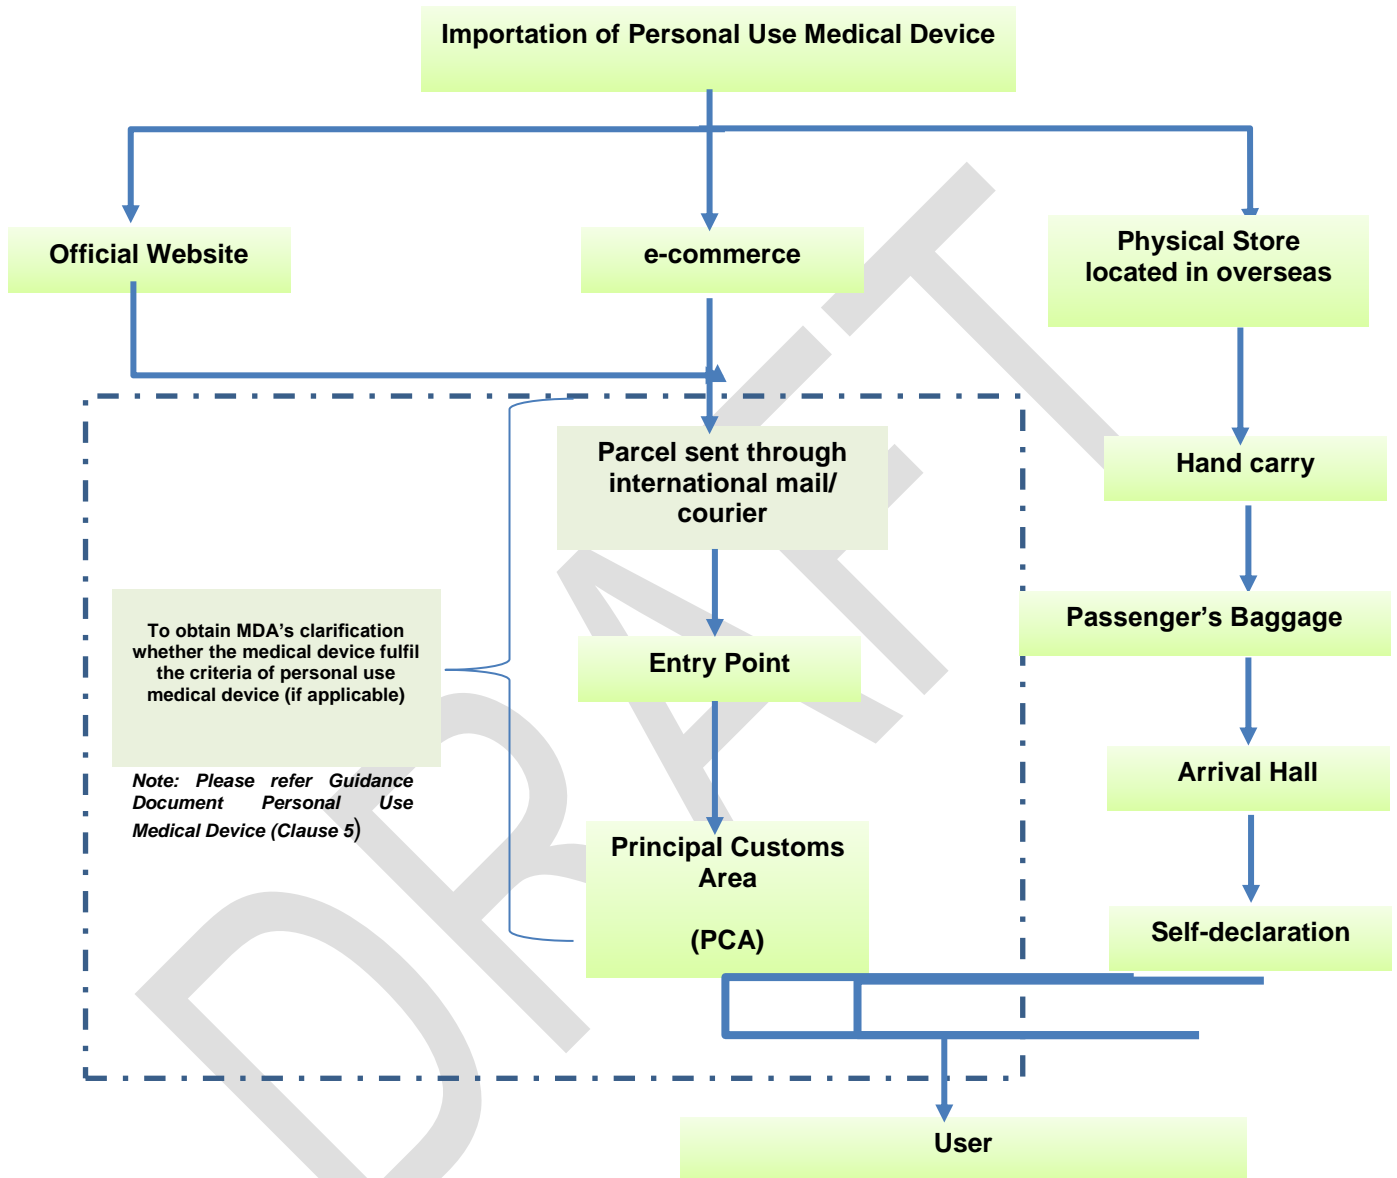 Importation of Personal Use Medical Device
Official Website
e-commerce
Physical Store
located in overseas
Parcel sent through
international mail/
courier
Hand carry
To obtain MDA's clarification
whether the medical device fulfil
the criteria of personal use
medical device (if applicable)
Note: Please refer Guidance
Document Personal Use
Medical Device (Clause 5)
Entry Point
Passenger's Baggage
Arrival Hall
Principal Customs
Area
(PCA)
Self-declaration
User
DRAFT